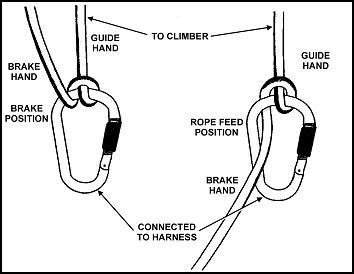 TO CLIMBER
BRAKE
HAND
GUIDE
HAND
BRAKE
POSITION
GUIDE
HAND
ROPE FEED
POSITION
BRAKE
HAND
CONNECTED
TO HARNESS